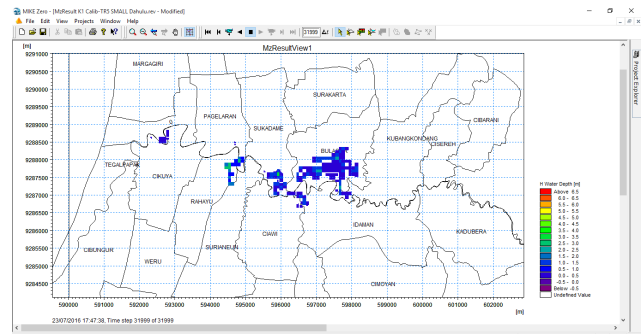 MIKE Zero - [MzResult K1 Calib-TR5 SMALL Dahulu.rev - Modified]
File Edit View Projects Window Help
31999
MzResultView1
[m]
9291000
9290500
9290000
9289500
9289000
9288500
9288000
9287500
9287000
9286500
9286000
9285500
9285000
9284500
MARGAGIRI
SURAKARTA
PAGELARAN
CIBARANI
SUKADAME
KUBANGKONDANG
CISEREH
TEGALPAPAK
CIKUYA
RAHAYU
IDAMAN
CIAWI
KADUBERA
CIBUNGUR
SURIANEUN
WERU
CIMOYAN
590000 591000 592000 593000 594000 595000 596000 597000 598000 599000 600000 601000 602000
[m]
23/07/2016 17:47:38, Time step 31999 of 31999
H Water Depth [m]
Above 6.5
6.0 - 6.5
5.5 - 6.0
5.0 - 5.5
4.5 - 5.0
4.0 - 4.5
3.5 - 4.0
3.0 - 3.5
2.5 - 3.0
2.0 - 2.5
1.5 - 2.0
1.0 - 1.5
0.5 - 1.0
0.0 - 0.5
-0.5 - 0.0
Below -0.5
Undefined Value
Project Explorer